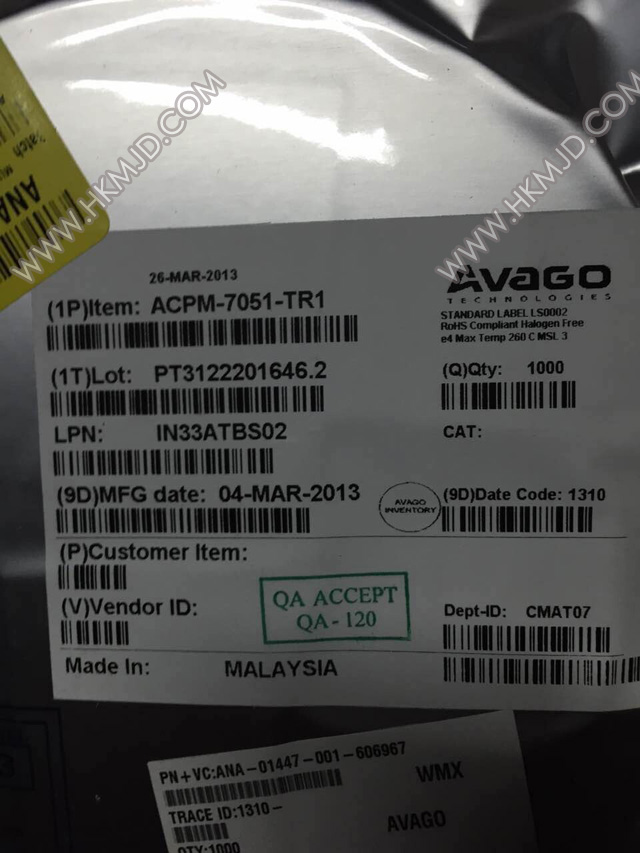 WWW.HKMJD.COM
WWW.HKMJD.COM
ANA
26-MAR-2013
AVAGO
TECHNOLOGIES
(1P)Item: ACPM-7051-TR1
STANDARD LABEL LS0002
RoHS Compliant Halogen Free
e4 Max Temp 260 C MSL 3
(1T)Lot: PT3122201646.2
(Q)Qty: 1000
LPN: IN33ATBS02
CAT:
(9D)MFG date: 04-MAR-2013
AVAGO
INVENTORY
(9D)Date Code: 1310
(P)Customer Item:
(V)Vendor ID:
QA ACCEPT
QA-120
Dept-ID: CMAT07
Made In: MALAYSIA
PN+VC:ANA-01447-001-606967
WMX
TRACE ID:1310-
AVAGO
QTY:1000